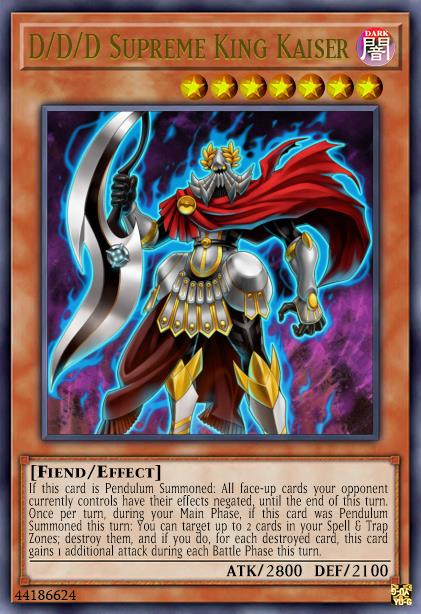 D/D/D Supreme King Kaiser
DARK
闇
[Fiend/Effect]
If this card is Pendulum Summoned: All face-up cards your opponent
currently controls have their effects negated, until the end of this turn.
Once per turn, during your Main Phase, if this card was Pendulum
Summoned this turn: You can target up to 2 cards in your Spell & Trap
Zones; destroy them, and if you do, for each destroyed card, this card
gains 1 additional attack during each Battle Phase this turn.
ATK/2800 DEF/2100
44186624